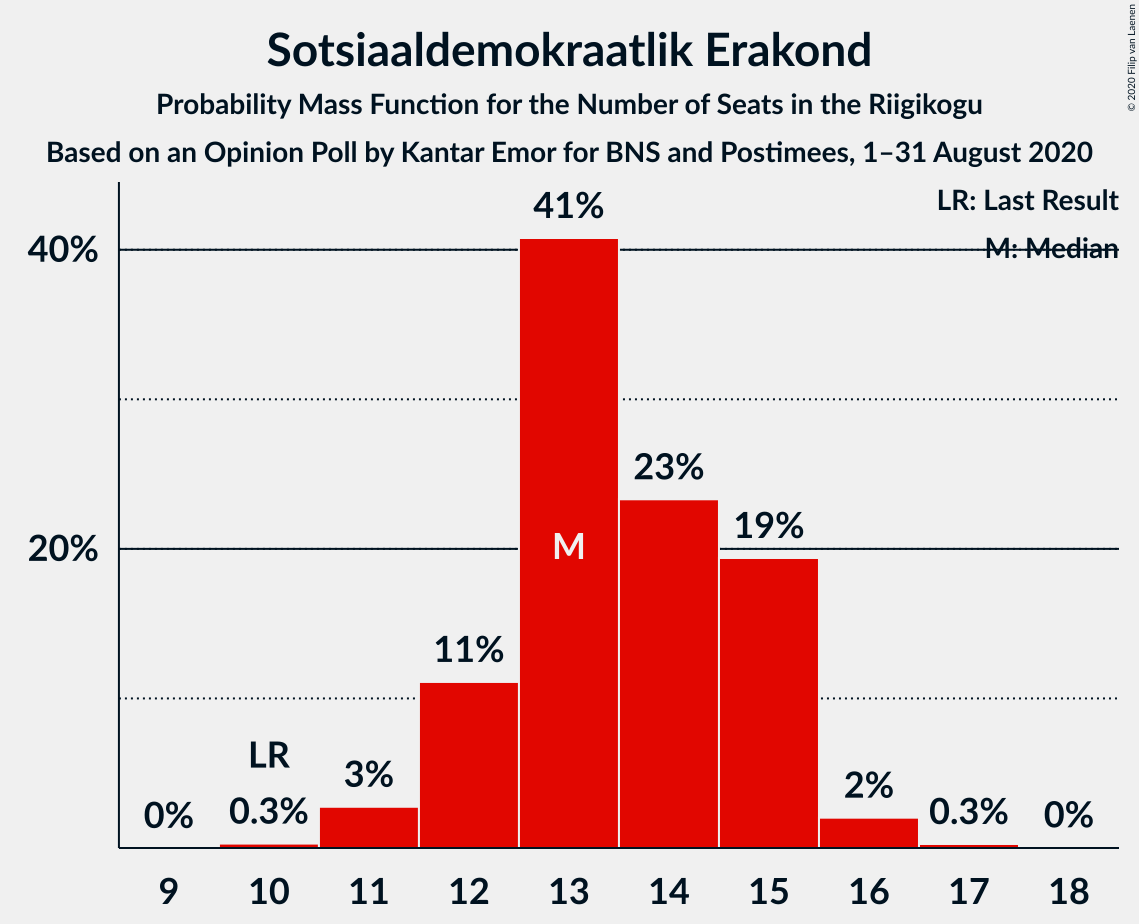 Sotsiaaldemokraatlik Erakond
Probability Mass Function for the Number of Seats in the Riigikogu
Based on an Opinion Poll by Kantar Emor for BNS and Postimees, 1–31 August 2020
© 2020 Filip van Laenen
LR: Last Result
M: Median
40%
20%
0%
LR
0.3%
3%
11%
41%
M
23%
19%
2%
0.3%
0%
9 10 11 12 13 14 15 16 17 18